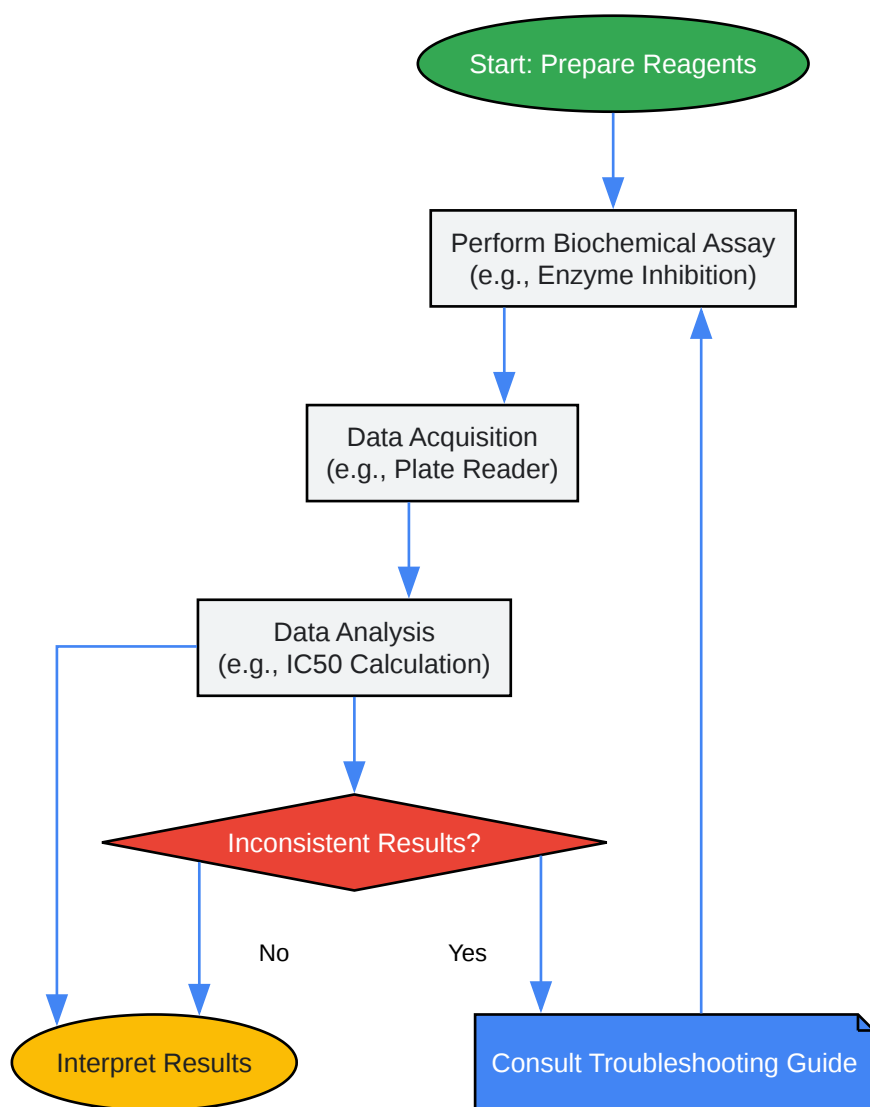 Start: Prepare Reagents
Perform Biochemical Assay
(e.g., Enzyme Inhibition)
Data Acquisition
(e.g., Plate Reader)
Data Analysis
(e.g., IC50 Calculation)
Inconsistent Results?
No
Yes
Interpret Results
Consult Troubleshooting Guide